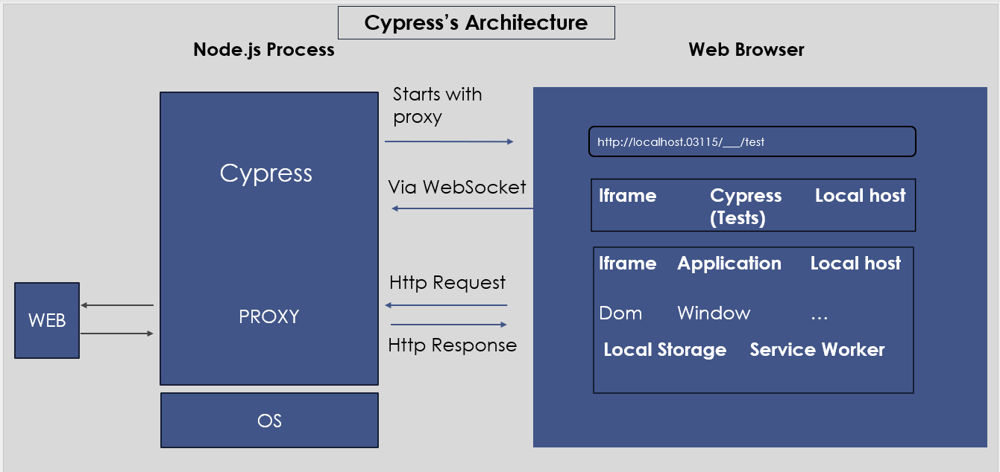 Cypress's Architecture
Node.js Process
Web Browser
Starts with
proxy
http://localhost.03115/___/test
Cypress
Via WebSocket
Iframe Cypress Local host
(Tests)
Iframe Application Local host
Http Request
WEB
PROXY
Dom Window ...
Http Response
Local Storage Service Worker
OS